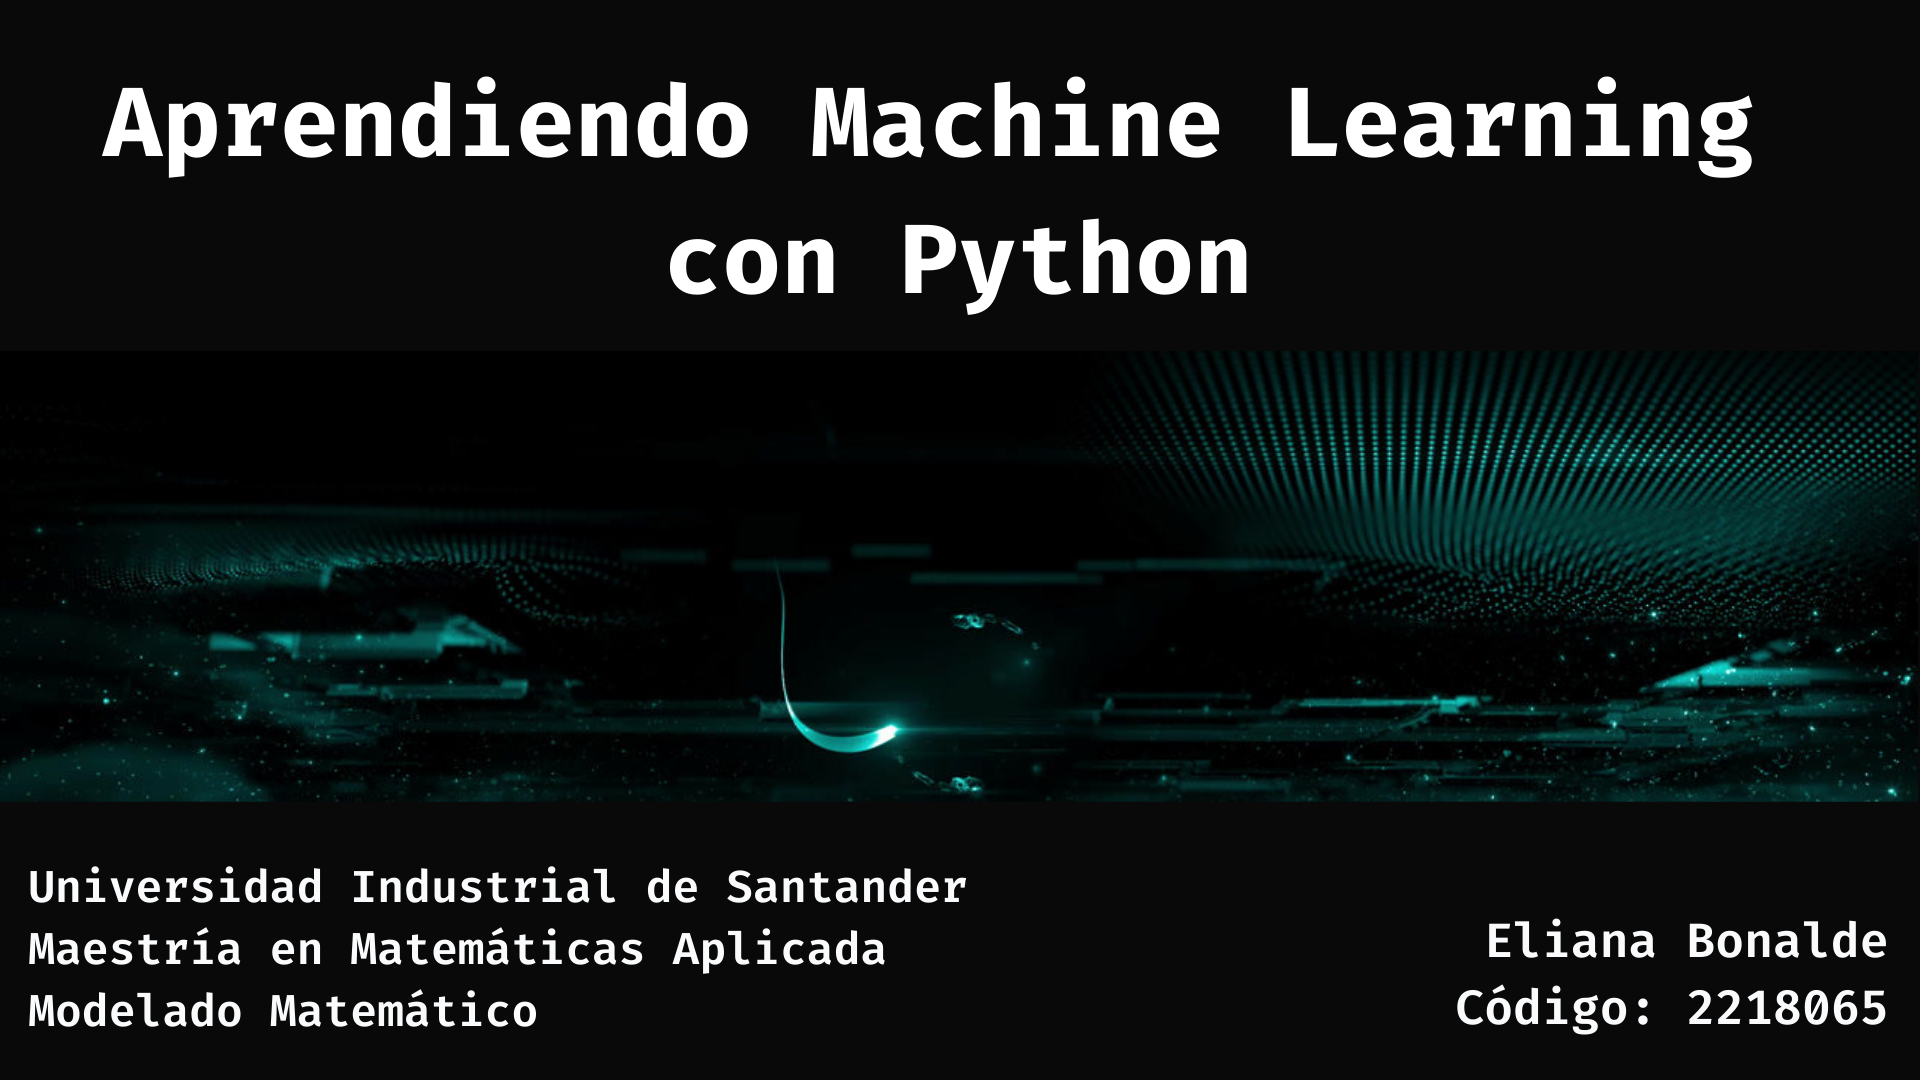 Aprendiendo Machine Learning
con Python
Universidad Industrial de Santander
Maestría en Matemáticas Aplicada
Modelado Matemático
Eliana Bonalde
Código: 2218065